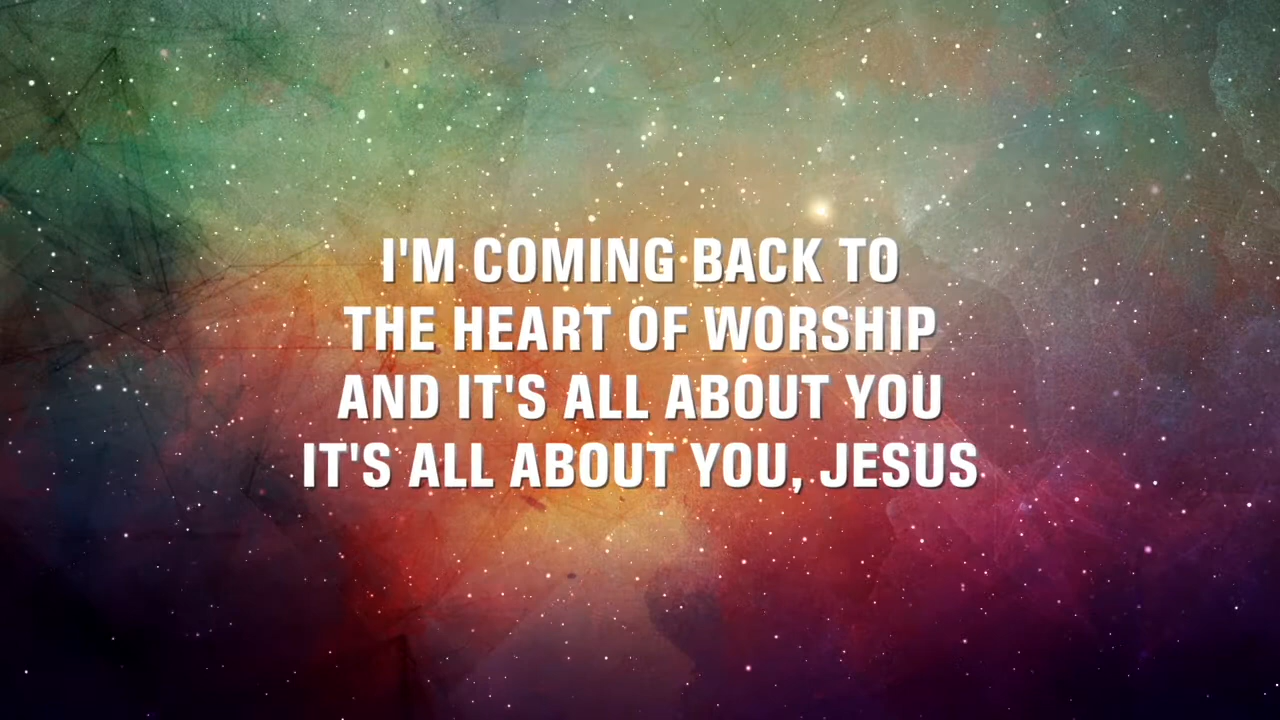 I'M COMING BACK TO
THE HEART OF WORSHIP
AND IT'S ALL ABOUT YOU
IT'S ALL ABOUT YOU, JESUS